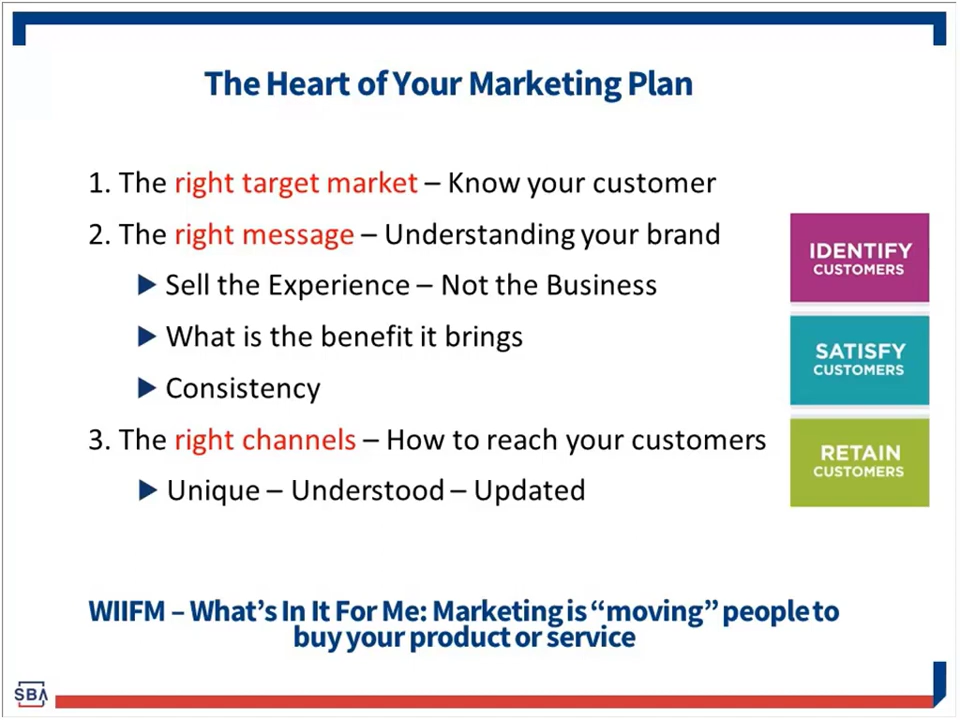 The Heart of Your Marketing Plan
1. The right target market – Know your customer
2. The right message – Understanding your brand
Sell the Experience – Not the Business
What is the benefit it brings
Consistency
3. The right channels – How to reach your customers
Unique – Understood – Updated
IDENTIFY
CUSTOMERS
SATISFY
CUSTOMERS
RETAIN
CUSTOMERS
WIIFM – What's In It For Me: Marketing is “moving” people to
buy your product or service
SBA